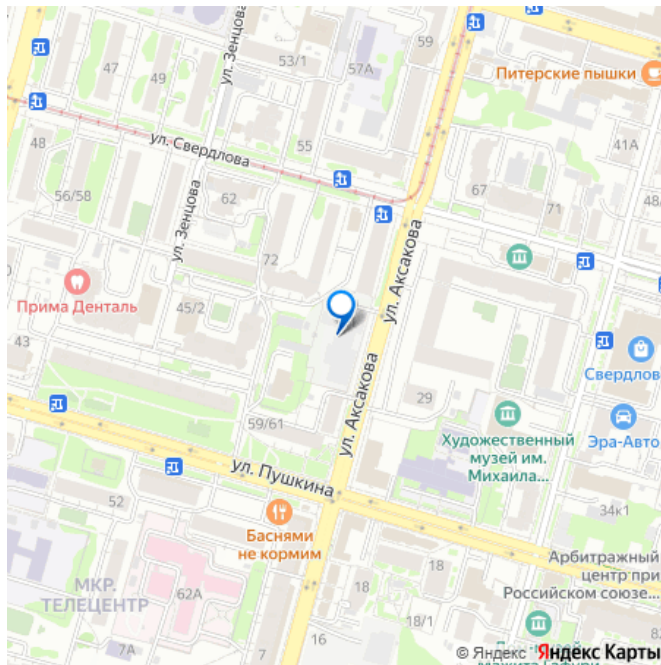 59
53/1
57А
ул. Зенцова
47
49
Питерские пышки
ул. Свердлова
55
48
41А
56/58
62
67
71
48/
ул. Зенцова
72
ул. Аксакова
Прима Денталь
45/2
43
Свердлов
ул. Аксакова
29
59/61
Художественный
музей им.
Михаила...
Эра-Авто
ул. Пушкина
52
34к1
Баснями
не кормим
Арбитражный
центр при
Российском союзе...
МКР.
ТЕЛЕЦЕНТР
62А
18
18
18/1
16
7А
7
© Яндекс Яндекс Карты